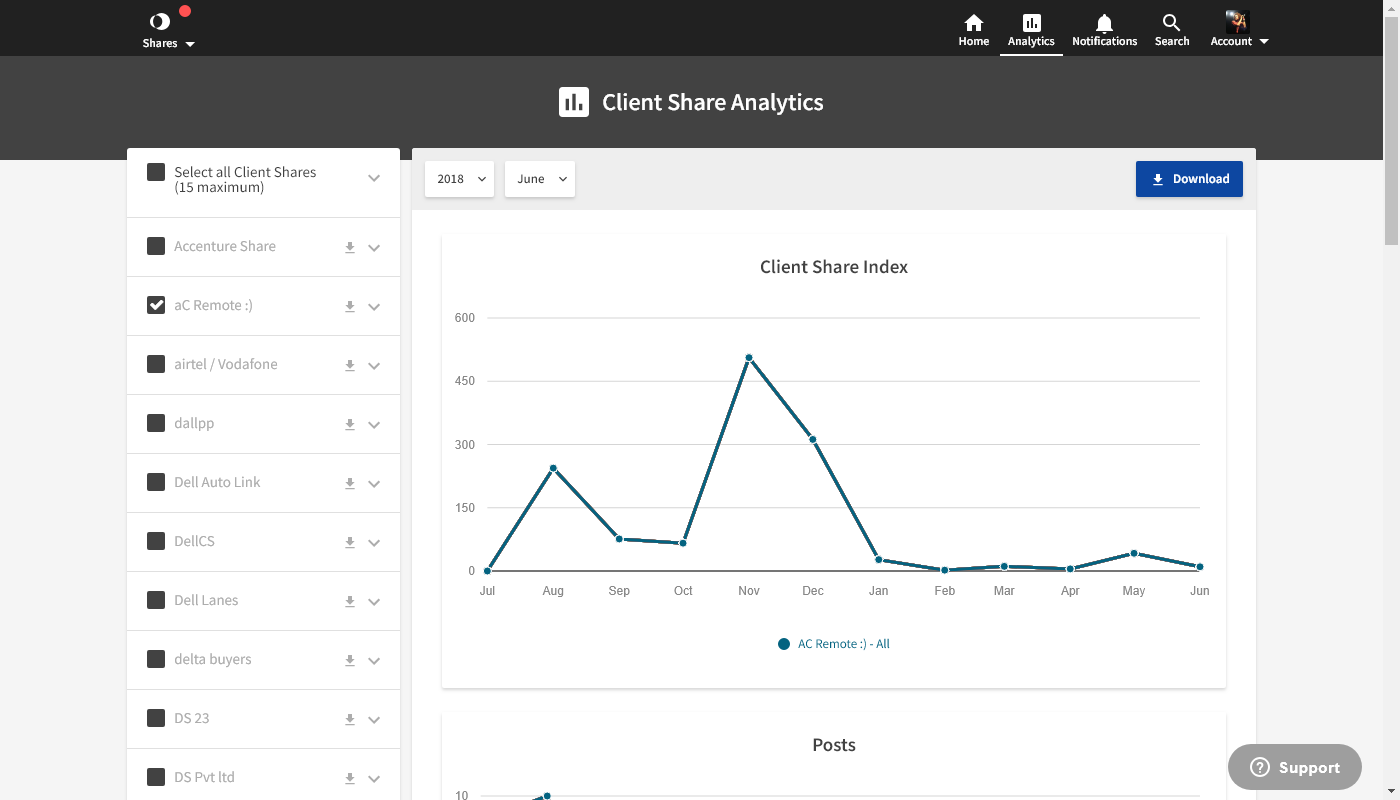 Shares
Home
Analytics
Notifications
Search
Account
Client Share Analytics
Select all Client Shares
(15 maximum)
Accenture Share
aC Remote :)
airtel / Vodafone
dallpp
Dell Auto Link
DellCS
Dell Lanes
delta buyers
DS 23
DS Pvt ltd
2018
June
Download
Client Share Index
600
450
300
150
0
Jul Aug Sep Oct Nov Dec Jan Feb Mar Apr May Jun
AC Remote :) - All
Posts
10
Support